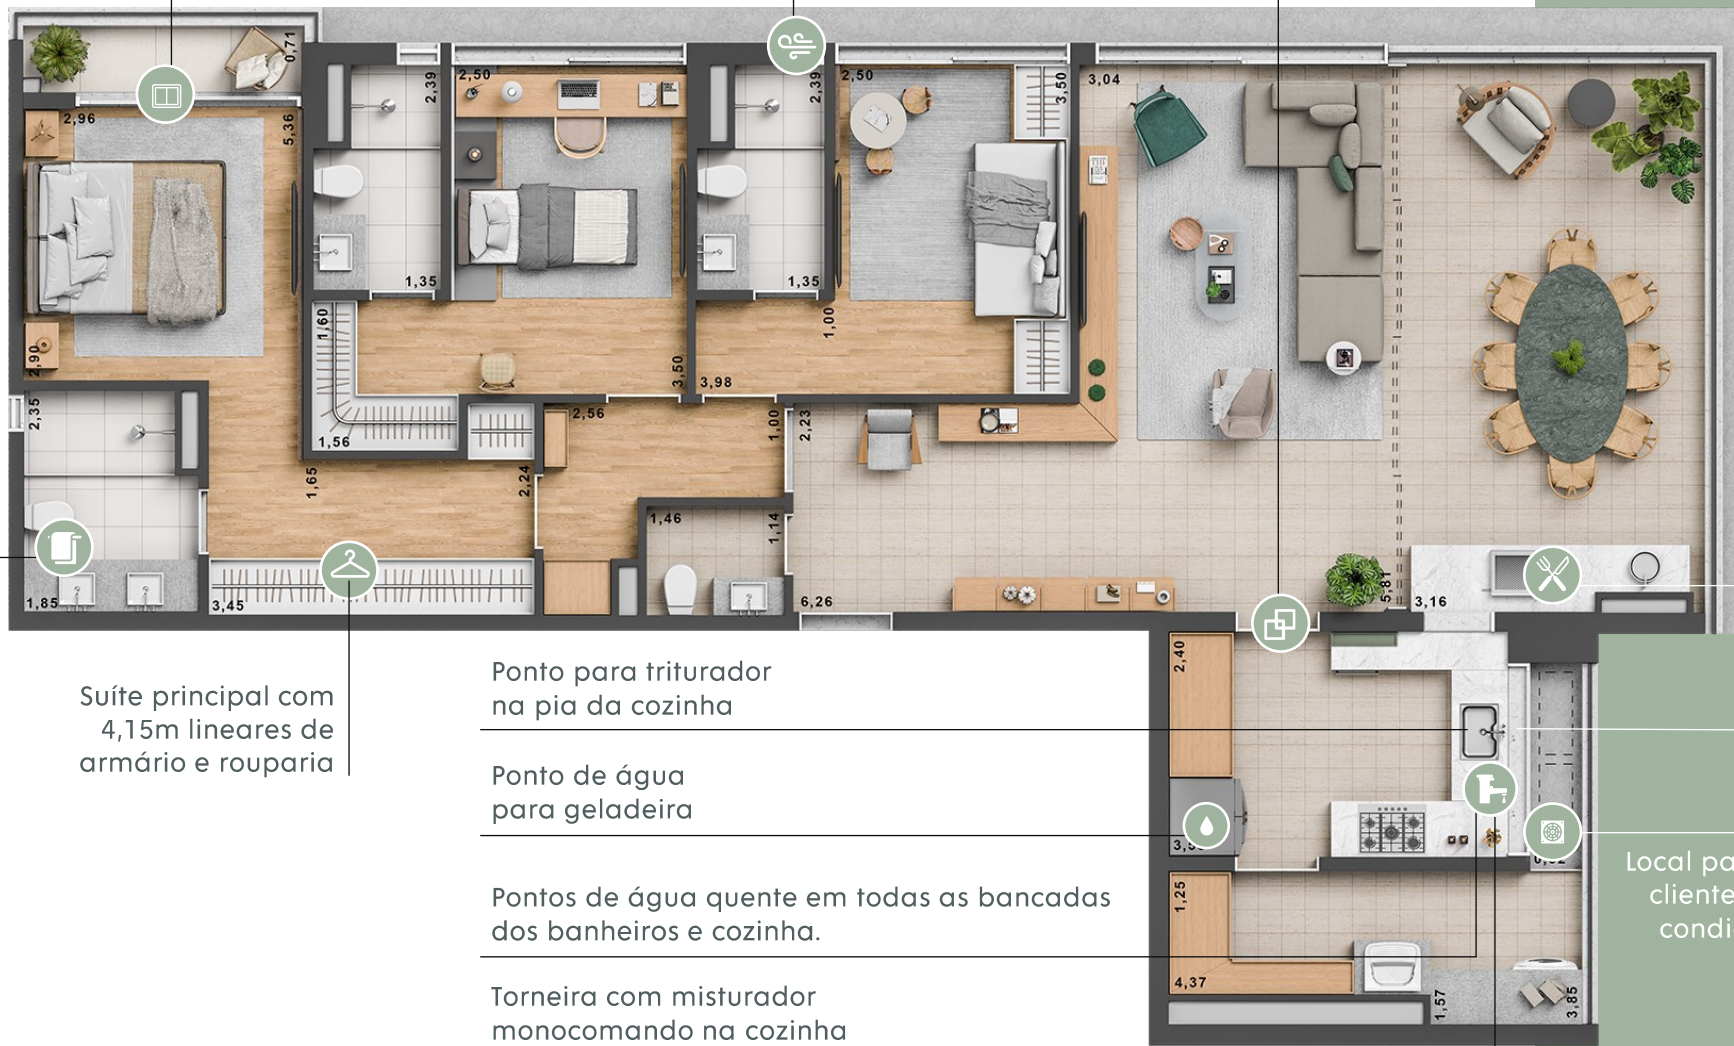 0,71
2,96
5,36
2,90
2,39
1,35
2,50
1,60
1,56
3,50
2,39
1,35
2,50
3,50
1,00
3,98
3,04
2,35
1,85
1,65
3,45
2,24
2,56
1,00
2,23
1,46
1,14
6,26
5,81
3,16
2,40
1,25
4,37
1,57
3,85
Suíte principal com
4,15m lineares de
armário e rouparia
Ponto para triturador
na pia da cozinha
Ponto de água
para geladeira
Pontos de água quente em todas as bancadas
dos banheiros e cozinha.
Torneira com misturador
monocomando na cozinha
Local pa
cliente
condi